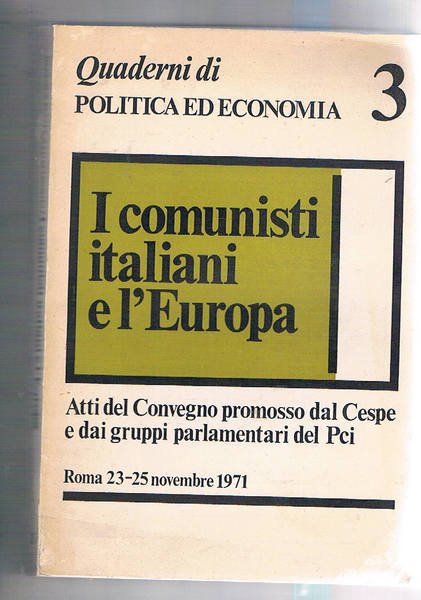 Quaderni di
POLITICA ED ECONOMIA 3
I comunisti
italiani
e l'Europa
Atti del Convegno promosso dal Cespe
e dai gruppi parlamentari del Pci
Roma 23-25 novembre 1971